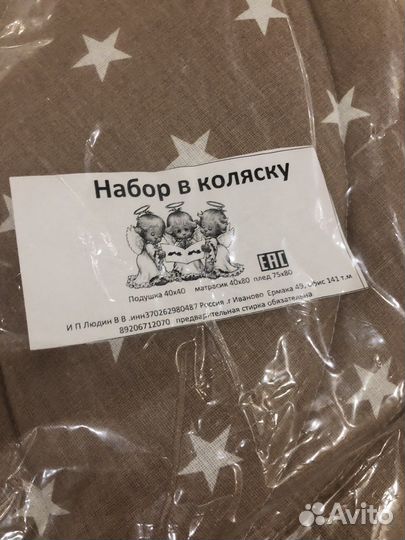 Набор в коляску
EAC
Подушка 40х40 матрасик 40х80 плед 75х80
И П Людин В В .инн370262980487 Россия .г Иваново Ермака 49, офис 141 т.м
89206712070 предварительная стирка обязательна
Avito